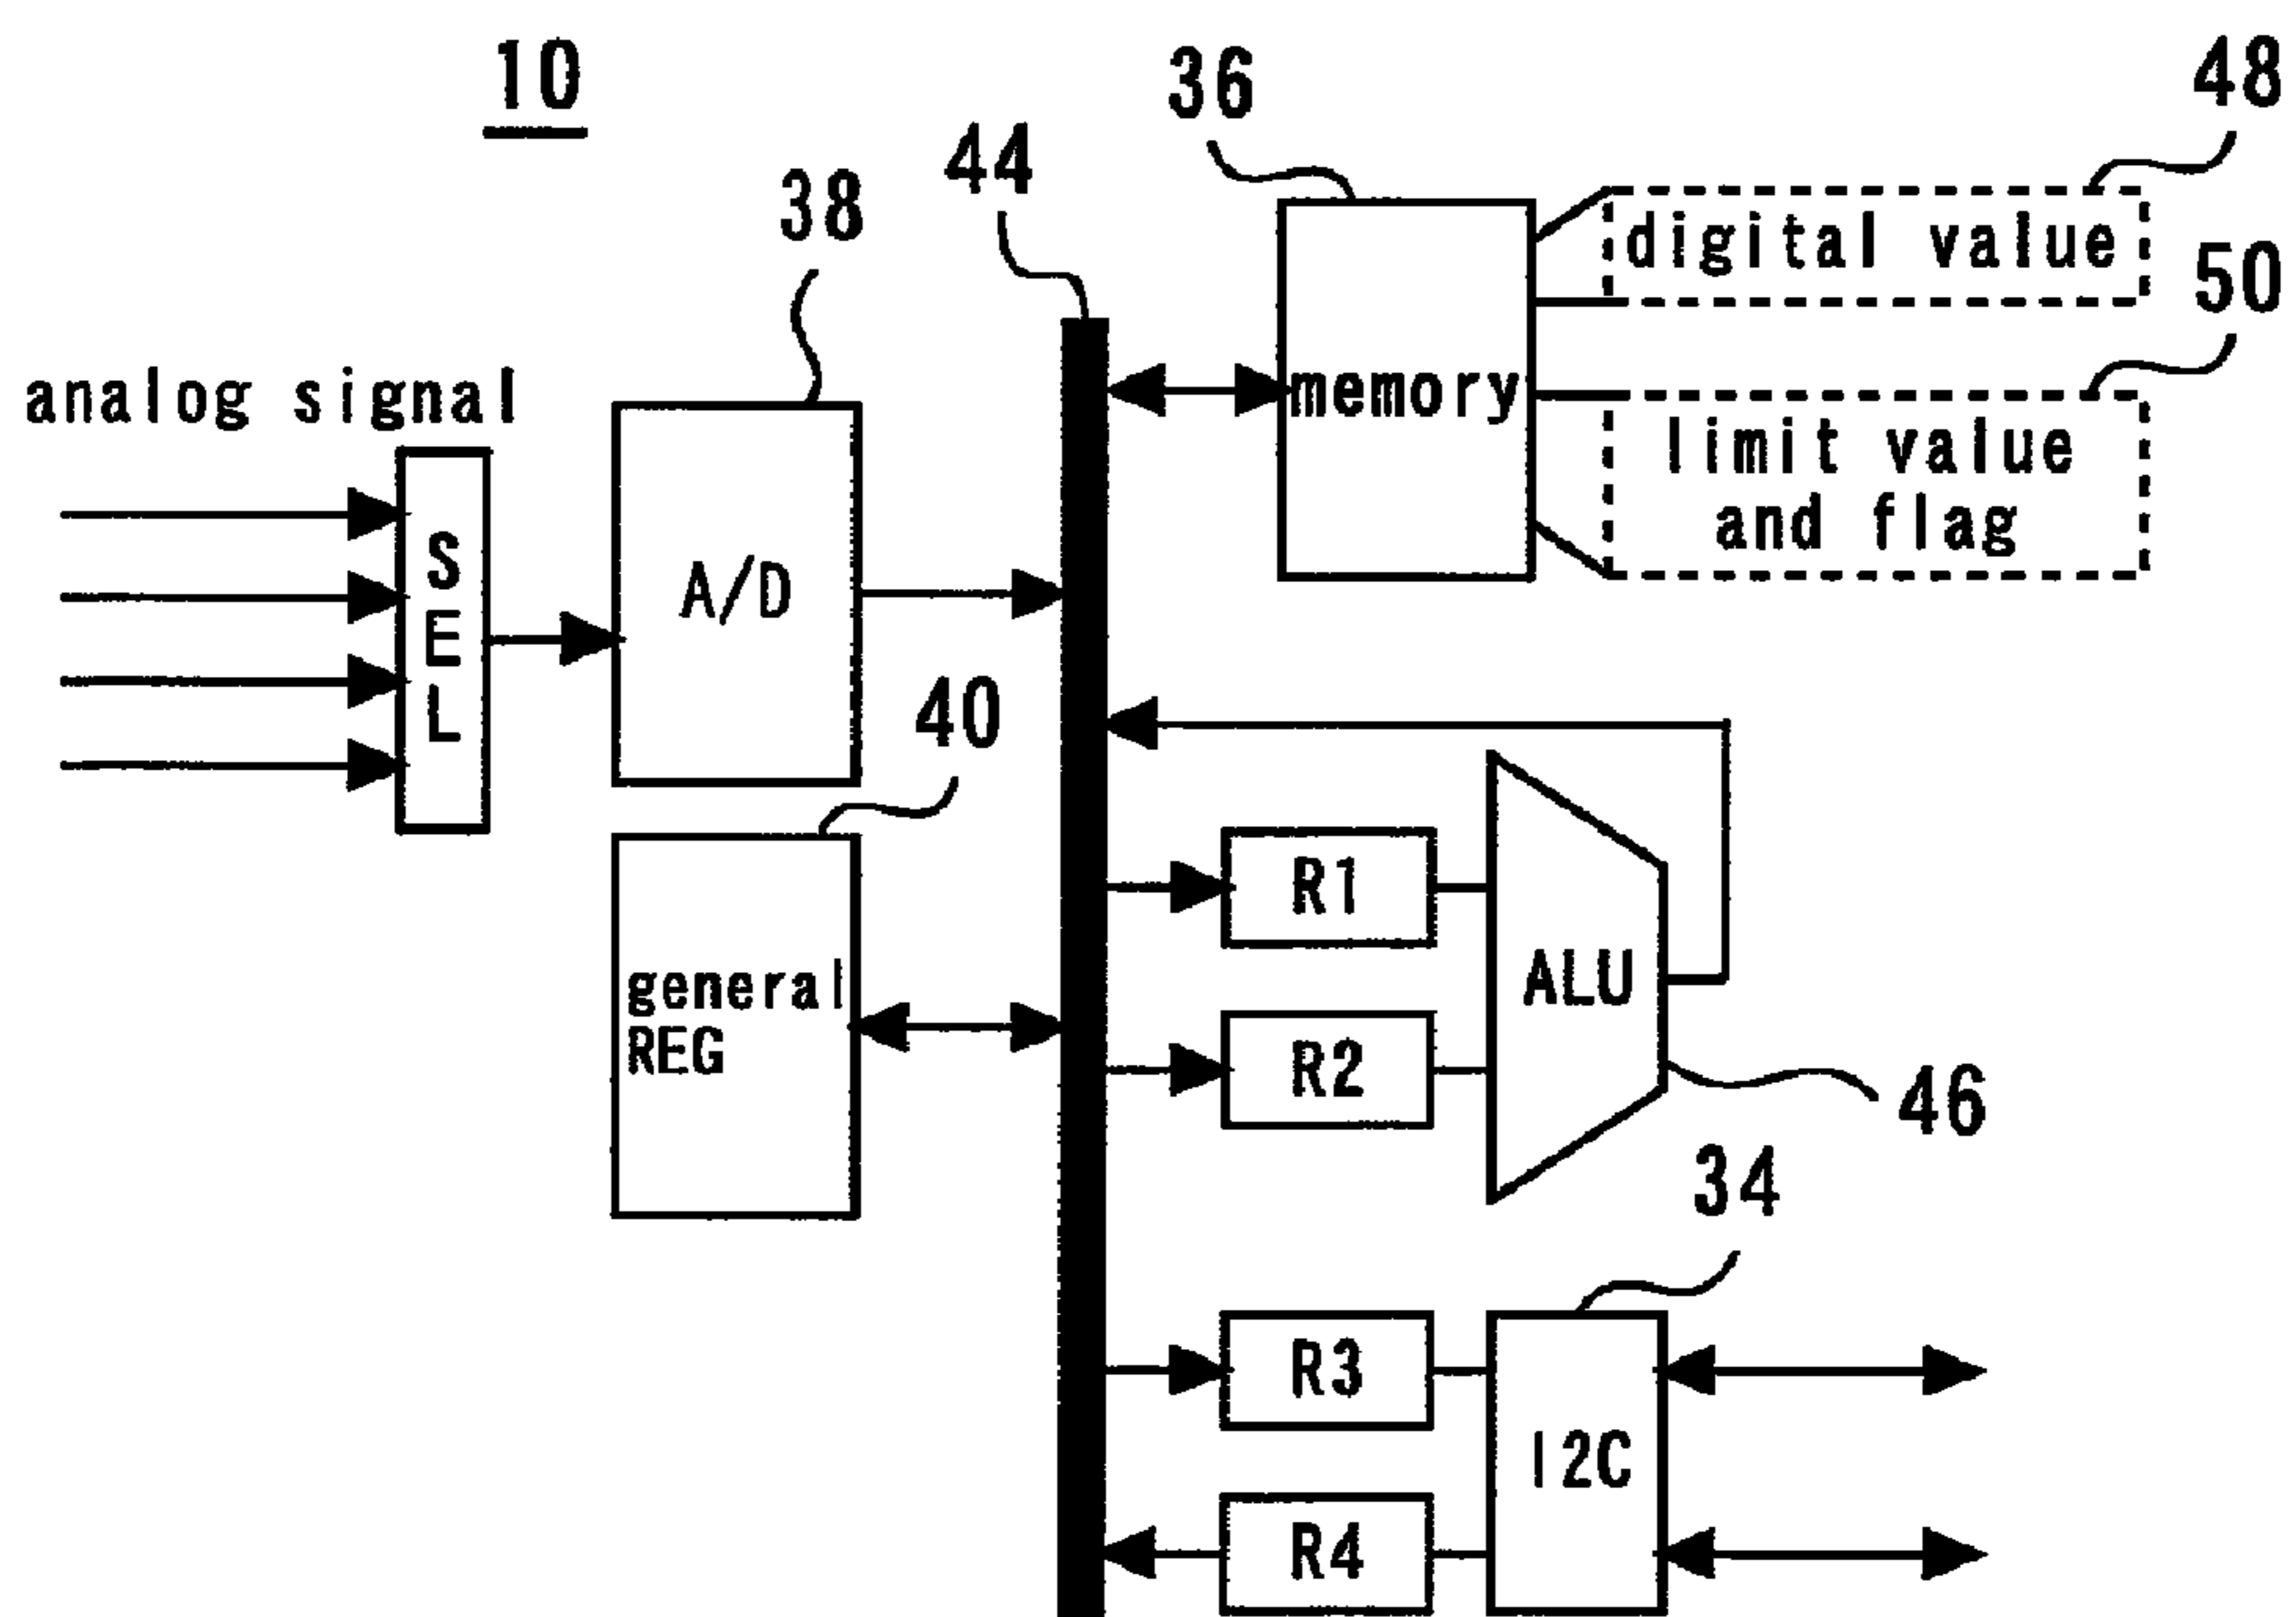 10
36
48
44
38
digital value
50
analog signal
memory
limit value
and flag
SEL
A/D
40
R1
ALU
general
REG
R2
46
34
R3
I2C
R4